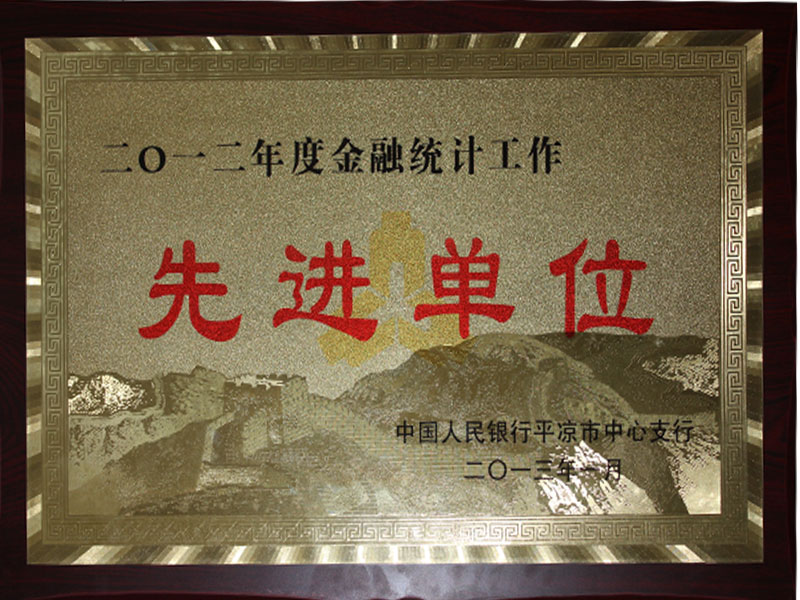 二〇一二年度金融统计工作
先进单位
中国人民银行平凉市中心支行
二〇一三年一月